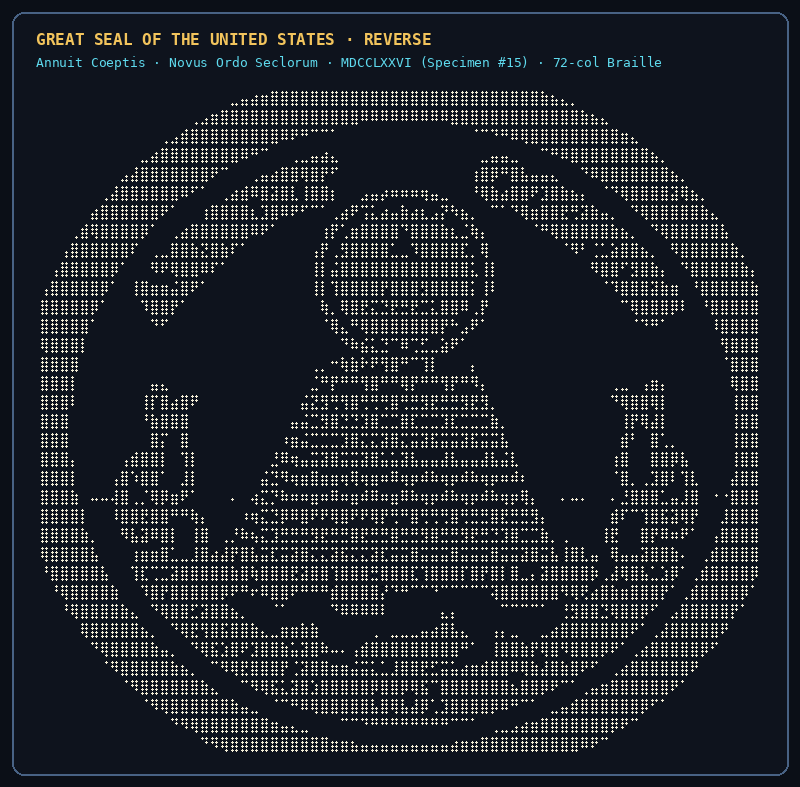 GREAT SEAL OF THE UNITED STATES · REVERSE
Annuit Coeptis · Novus Ordo Seclorum · MDCCLXXVI (Specimen #15) · 72-col Braille